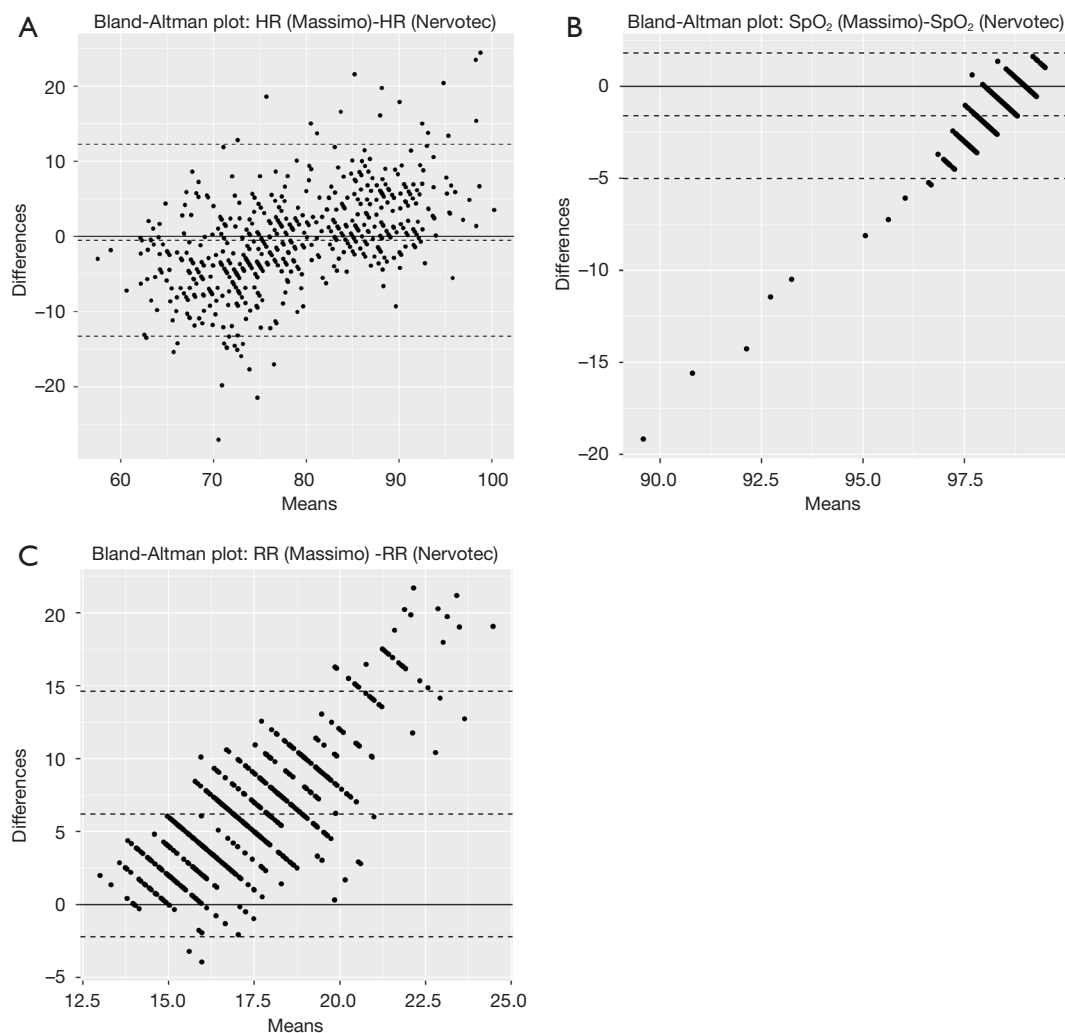 A
Bland-Altman plot: HR (Massimo)-HR (Nervotec)
20
10
0
–10
–20
Differences
60 70 80 90 100
Means
B
Bland-Altman plot: SpO₂ (Massimo)-SpO₂ (Nervotec)
0
–5
–10
–15
–20
Differences
90.0 92.5 95.0 97.5
Means
C
Bland-Altman plot: RR (Massimo) -RR (Nervotec)
20
15
10
5
0
–5
Differences
12.5 15.0 17.5 20.0 22.5 25.0
Means